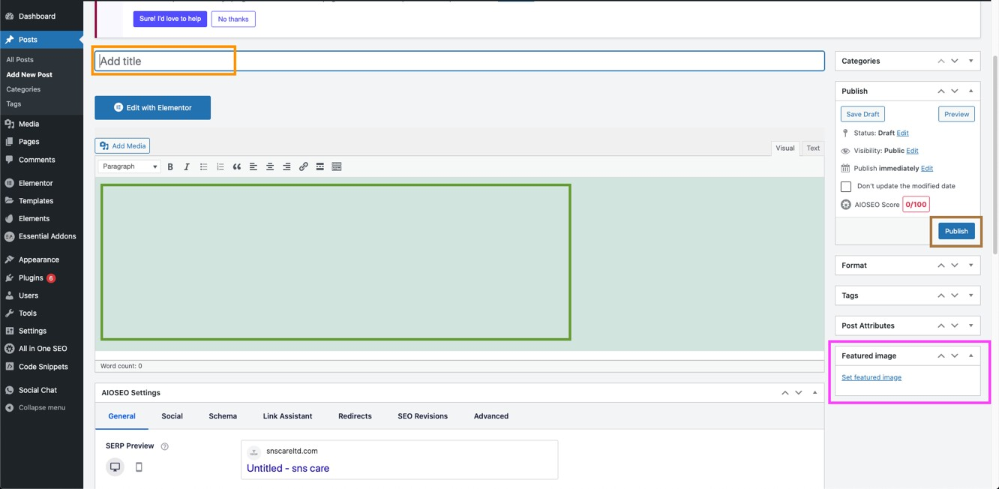 Dashboard
Posts
All Posts
Add New Post
Categories
Tags
Media
Pages
Comments
Elementor
Templates
Elements
Essential Addons
Appearance
Plugins 6
Users
Tools
Settings
All in One SEO
Code Snippets
Social Chat
Collapse menu
Sure! I'd love to help
No thanks
Add title
Edit with Elementor
Add Media
Visual
Text
Paragraph
B
I
Word count: 0
AIOSEO Settings
General
Social
Schema
Link Assistant
Redirects
SEO Revisions
Advanced
SERP Preview
snscareltd.com
Untitled - sns care
Categories
Publish
Save Draft
Preview
Status: Draft Edit
Visibility: Public Edit
Publish immediately Edit
Don't update the modified date
AIOSEO Score 0/100
Publish
Format
Tags
Post Attributes
Featured image
Set featured image